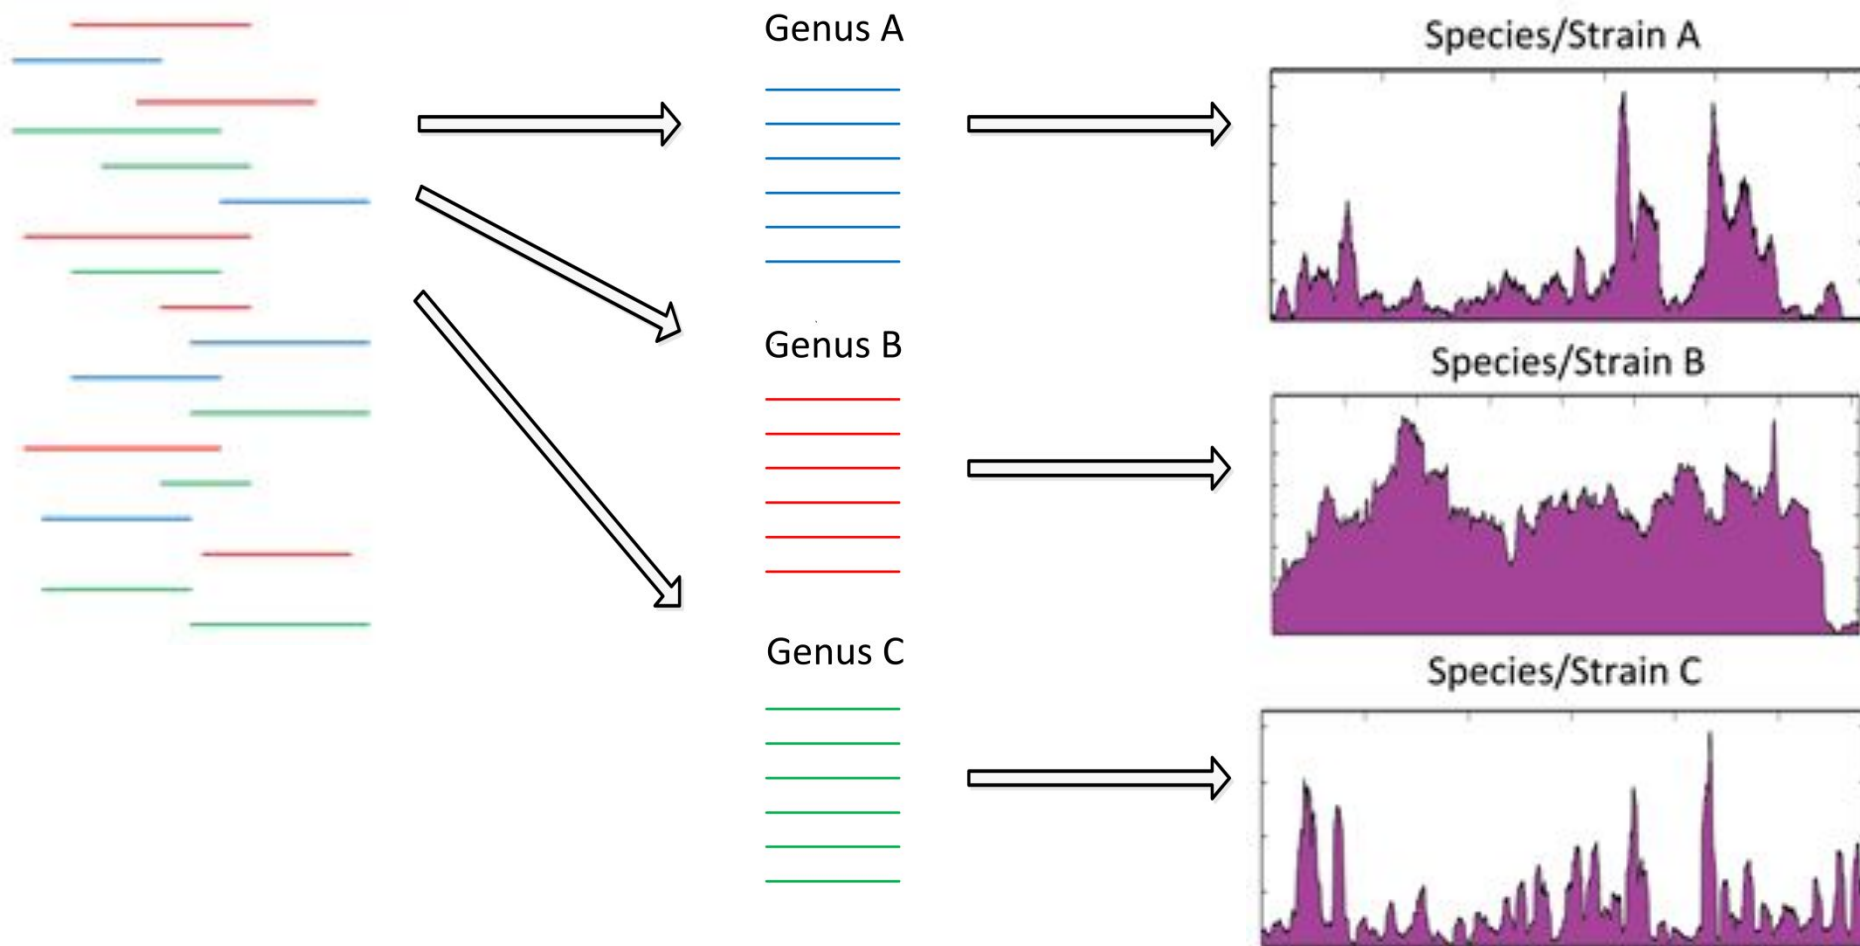 Genus A
Species/Strain A
Genus B
Species/Strain B
Genus C
Species/Strain C